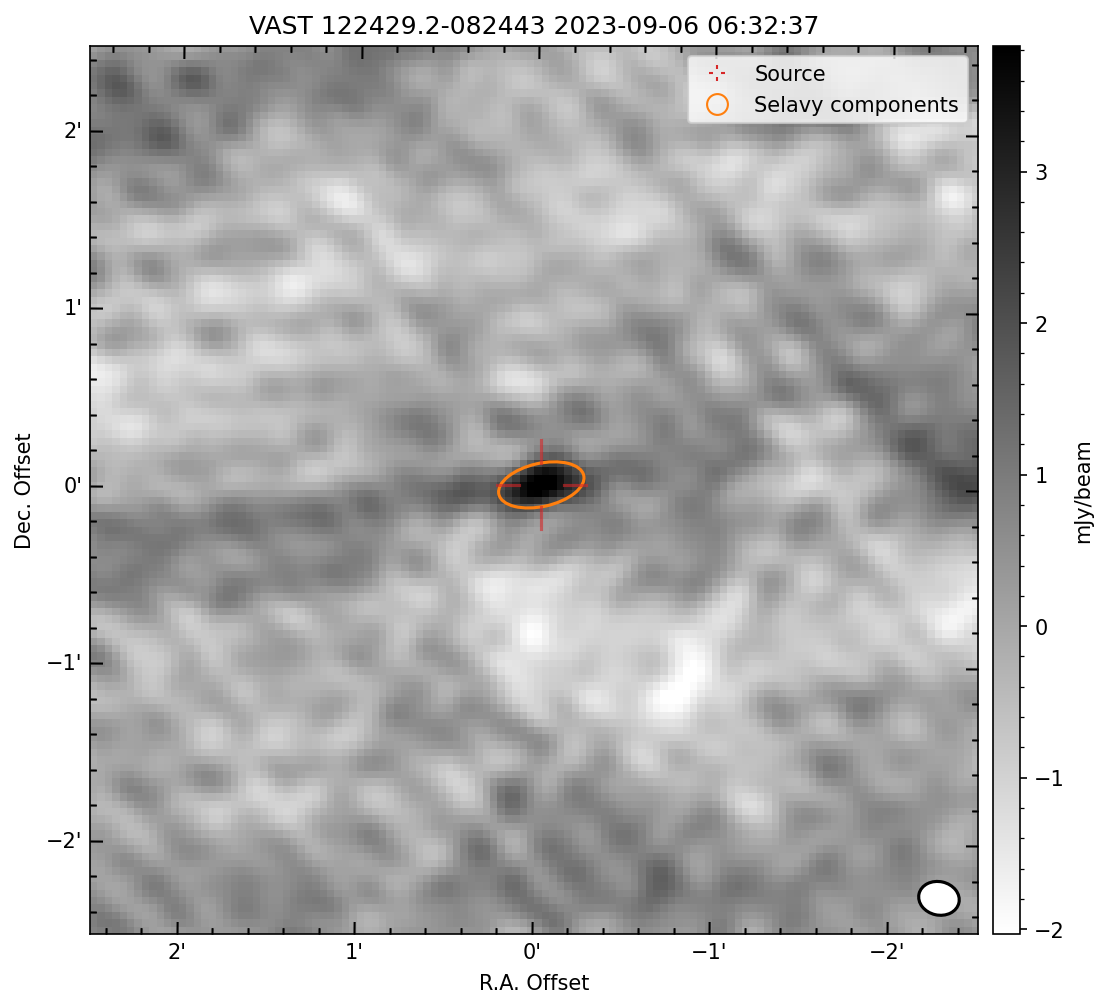 VAST 122429.2-082443 2023-09-06 06:32:37
Source
Selavy components
2'
1'
0'
−1'
−2'
Dec. Offset
2'
1'
0'
−1'
−2'
R.A. Offset
3
2
1
0
−1
−2
mJy/beam